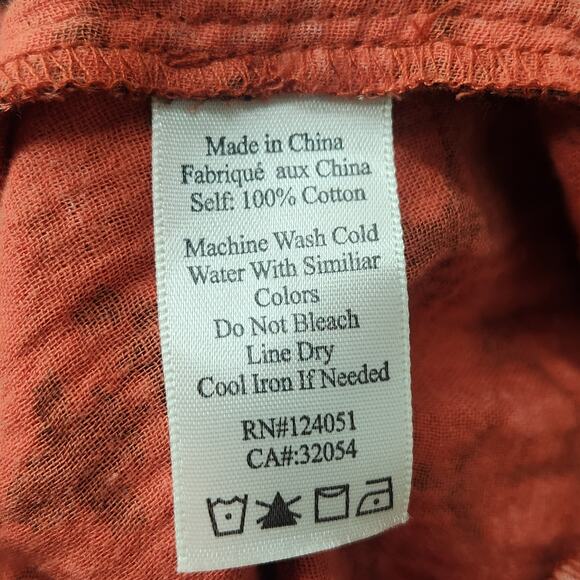 Made in China
Fabriqué aux China
Self: 100% Cotton
Machine Wash Cold
Water With Similiar
Colors
Do Not Bleach
Line Dry
Cool Iron If Needed
RN#124051
CA#:32054